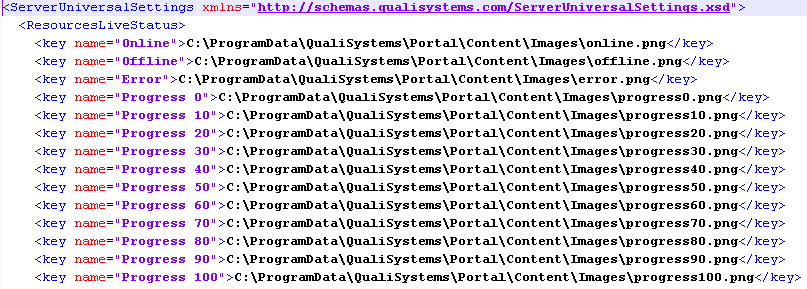 <ServerUniversalSettings xmlns="http://schemas.qualisystems.com/ServerUniversalSettings.xsd">
<ResourcesLiveStatus>
<key name="Online">C:\ProgramData\QualiSystems\Portal\Content\Images\online.png</key>
<key name="Offline">C:\ProgramData\QualiSystems\Portal\Content\Images\offline.png</key>
<key name="Error">C:\ProgramData\QualiSystems\Portal\Content\Images\error.png</key>
<key name="Progress 0">C:\ProgramData\QualiSystems\Portal\Content\Images\progress0.png</key>
<key name="Progress 10">C:\ProgramData\QualiSystems\Portal\Content\Images\progress10.png</key>
<key name="Progress 20">C:\ProgramData\QualiSystems\Portal\Content\Images\progress20.png</key>
<key name="Progress 30">C:\ProgramData\QualiSystems\Portal\Content\Images\progress30.png</key>
<key name="Progress 40">C:\ProgramData\QualiSystems\Portal\Content\Images\progress40.png</key>
<key name="Progress 50">C:\ProgramData\QualiSystems\Portal\Content\Images\progress50.png</key>
<key name="Progress 60">C:\ProgramData\QualiSystems\Portal\Content\Images\progress60.png</key>
<key name="Progress 70">C:\ProgramData\QualiSystems\Portal\Content\Images\progress70.png</key>
<key name="Progress 80">C:\ProgramData\QualiSystems\Portal\Content\Images\progress80.png</key>
<key name="Progress 90">C:\ProgramData\QualiSystems\Portal\Content\Images\progress90.png</key>
<key name="Progress 100">C:\ProgramData\QualiSystems\Portal\Content\Images\progress100.png</key>